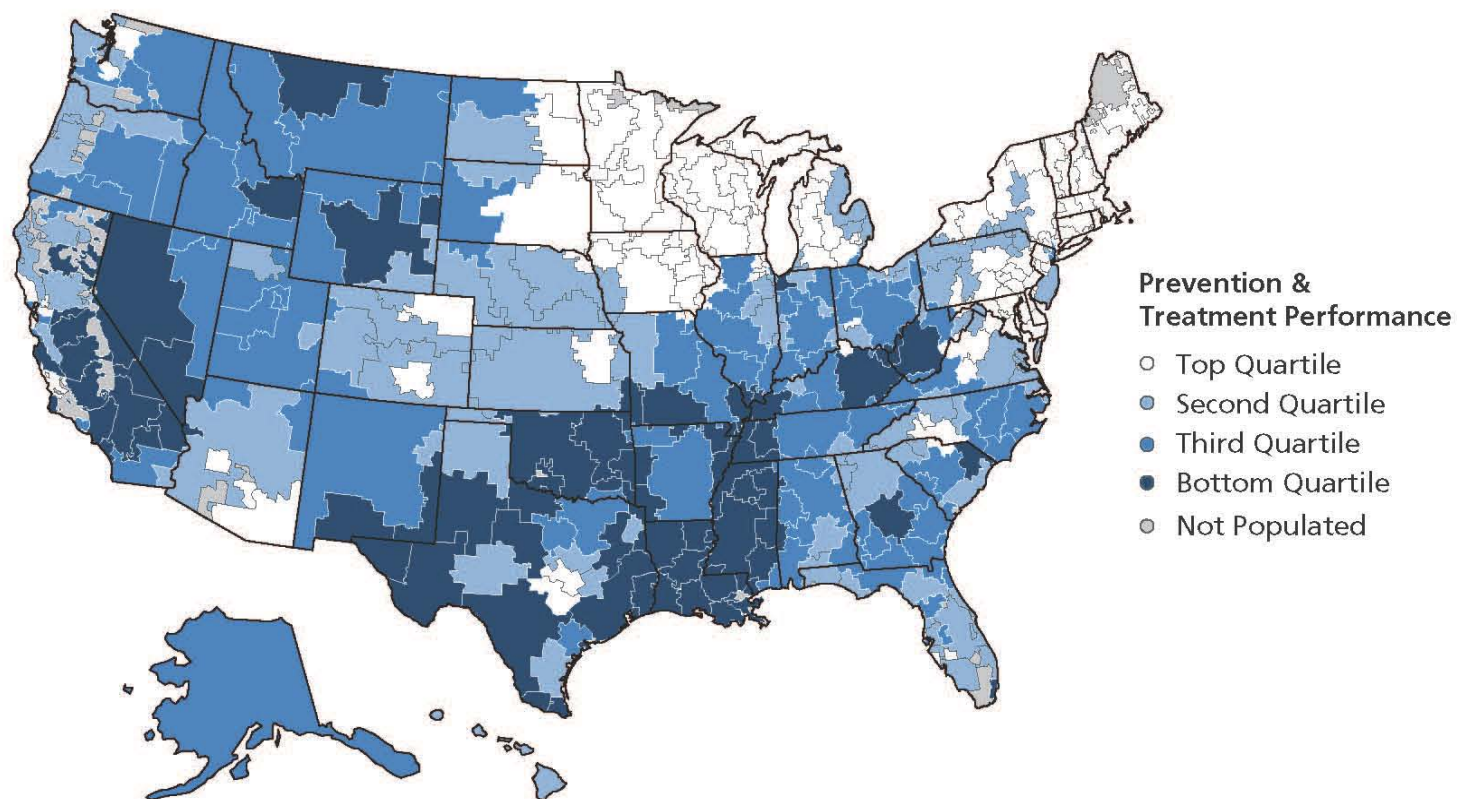 Prevention &
Treatment Performance
Top Quartile
Second Quartile
Third Quartile
Bottom Quartile
Not Populated